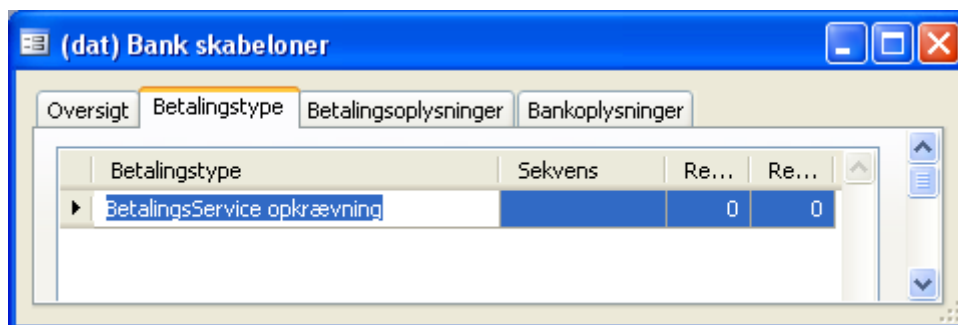 (dat) Bank skabeloner
Oversigt Betalingstype Betalingsoplysninger Bankoplysninger
Betalingstype Sekvens Re... Re...
BetalingsService opkrævning 0 0